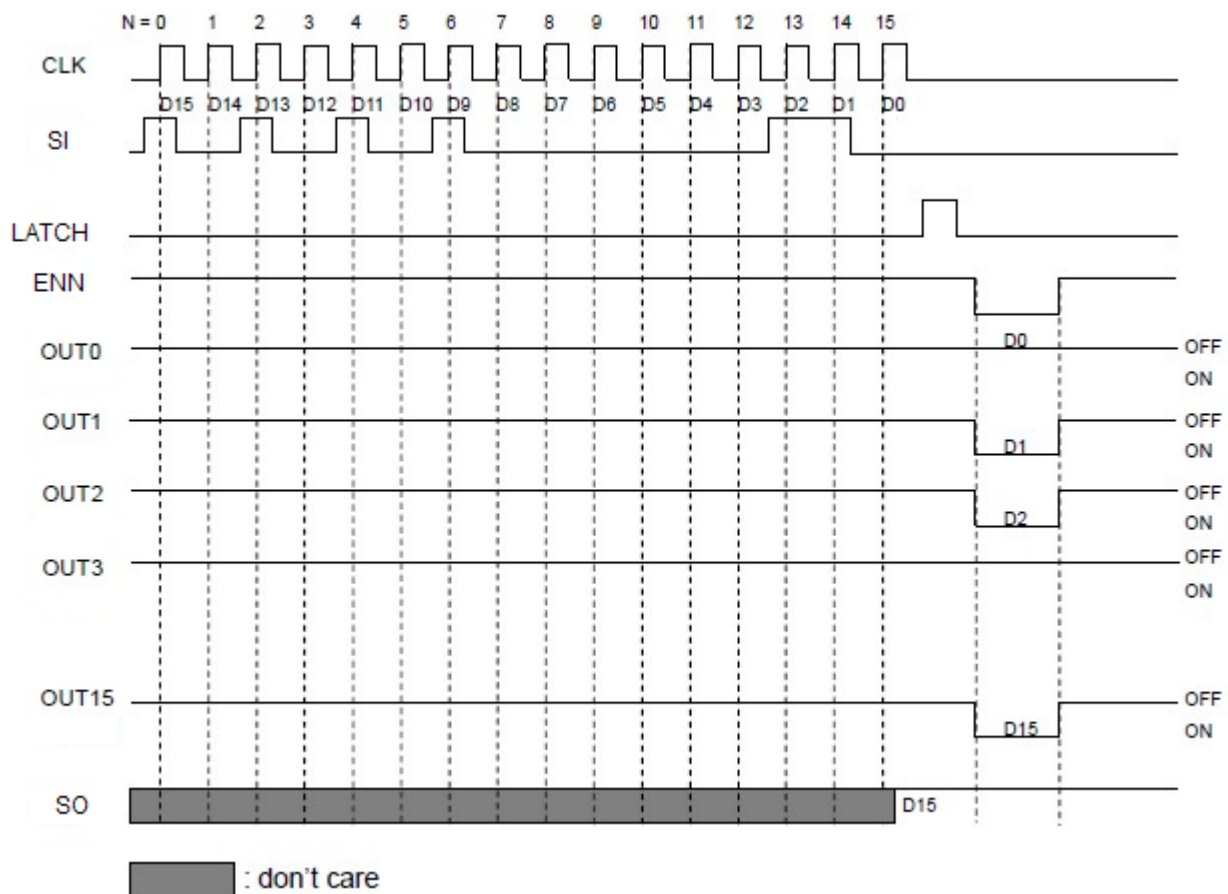 N = 0 1 2 3 4 5 6 7 8 9 10 11 12 13 14 15
CLK
D15 D14 D13 D12 D11 D10 D9 D8 D7 D6 D5 D4 D3 D2 D1 D0
SI
LATCH
ENN
D0
OUT0 OFF
ON
OUT1 OFF
D1 ON
OUT2 OFF
D2 ON
OUT3 OFF
ON
OUT15 OFF
D15 ON
SO D15
: don't care